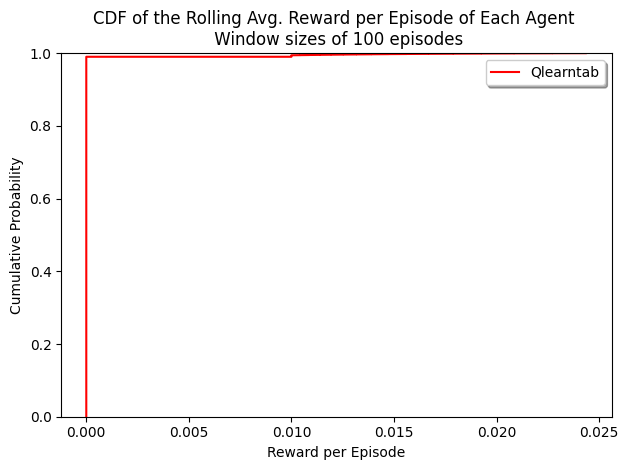 CDF of the Rolling Avg. Reward per Episode of Each Agent
Window sizes of 100 episodes
Qlearntab
Cumulative Probability
1.0
0.8
0.6
0.4
0.2
0.0
0.000 0.005 0.010 0.015 0.020 0.025
Reward per Episode